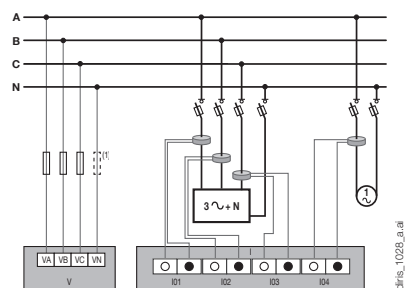 A
B
C
N
(1)
3 ∿ + N
1
∿
VA VB VC VN
V
I
I01 I02 I03 I04
diris_1028_a.ai